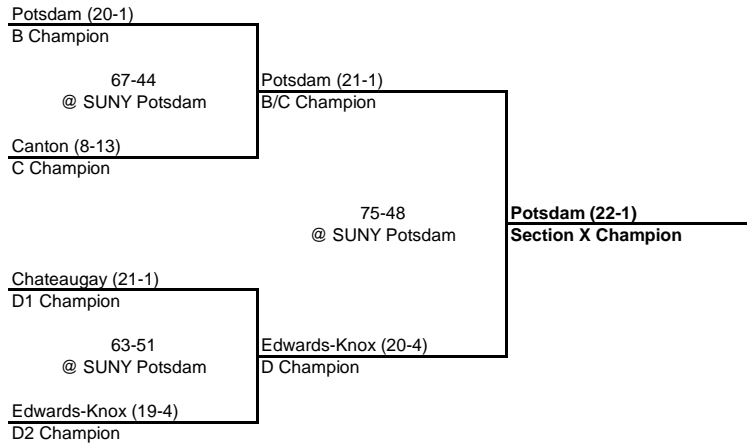 Potsdam (20-1)
B Champion
67-44
@ SUNY Potsdam
Potsdam (21-1)
B/C Champion
Canton (8-13)
C Champion
75-48
@ SUNY Potsdam
Potsdam (22-1)
Section X Champion
Chateaugay (21-1)
D1 Champion
63-51
@ SUNY Potsdam
Edwards-Knox (20-4)
D Champion
Edwards-Knox (19-4)
D2 Champion